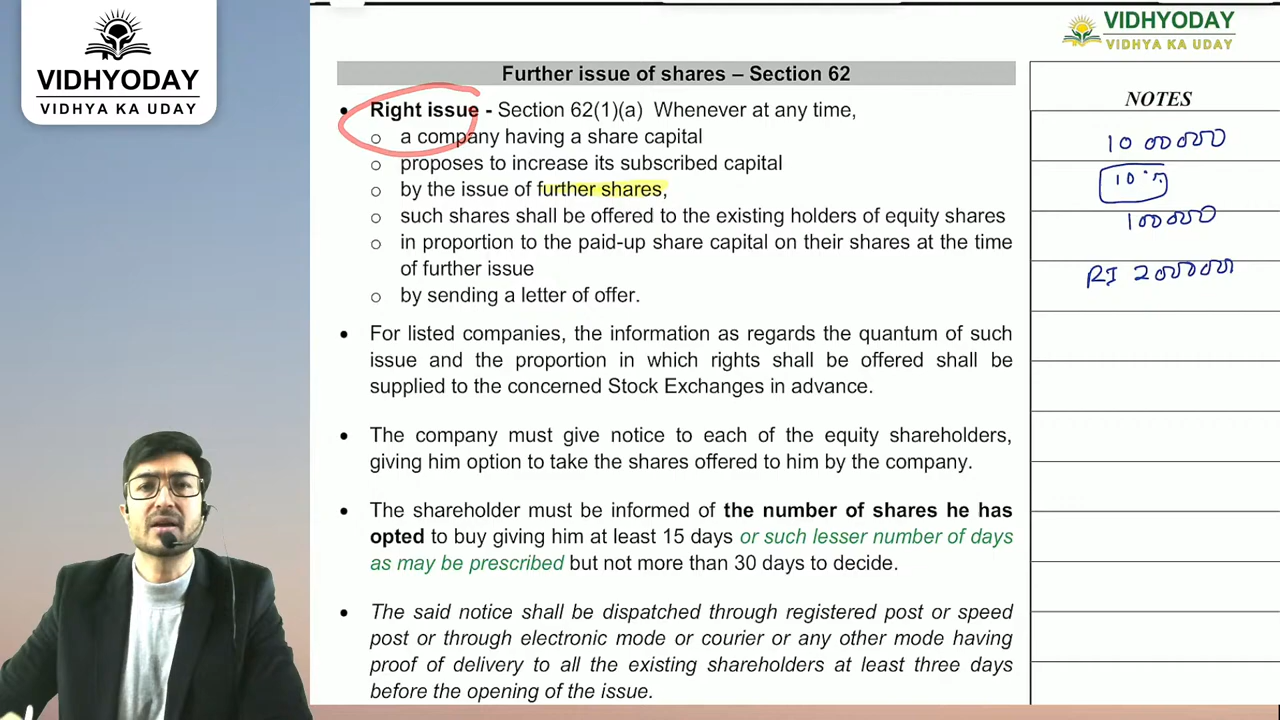 VIDHYODAY
VIDHYA KA UDAY
VIDHYODAY
VIDHYA KA UDAY
Further issue of shares – Section 62
• Right issue - Section 62(1)(a) Whenever at any time,
o a company having a share capital
o proposes to increase its subscribed capital
o by the issue of further shares,
o such shares shall be offered to the existing holders of equity shares
o in proportion to the paid-up share capital on their shares at the time
of further issue
o by sending a letter of offer.
• For listed companies, the information as regards the quantum of such
issue and the proportion in which rights shall be offered shall be
supplied to the concerned Stock Exchanges in advance.
• The company must give notice to each of the equity shareholders,
giving him option to take the shares offered to him by the company.
• The shareholder must be informed of the number of shares he has
opted to buy giving him at least 15 days or such lesser number of days
as may be prescribed but not more than 30 days to decide.
• The said notice shall be dispatched through registered post or speed
post or through electronic mode or courier or any other mode having
proof of delivery to all the existing shareholders at least three days
before the opening of the issue.
NOTES
10 00000
100000
RI 2000000